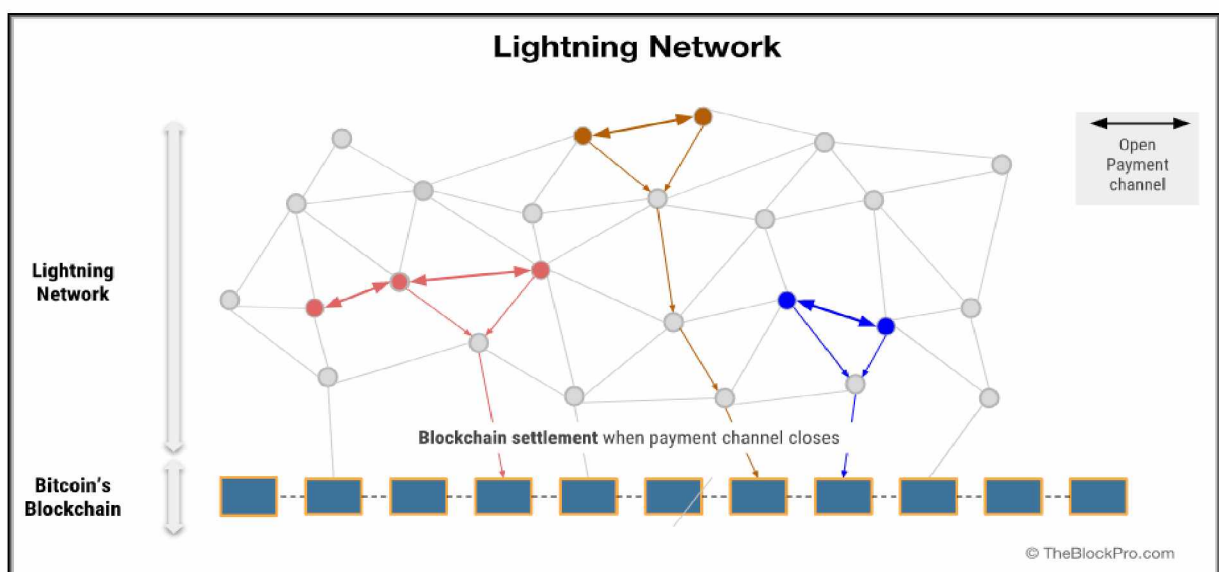 Lightning Network
Open
Payment
channel
Lightning
Network
Blockchain settlement when payment channel closes
Bitcoin's
Blockchain
© TheBlockPro.com